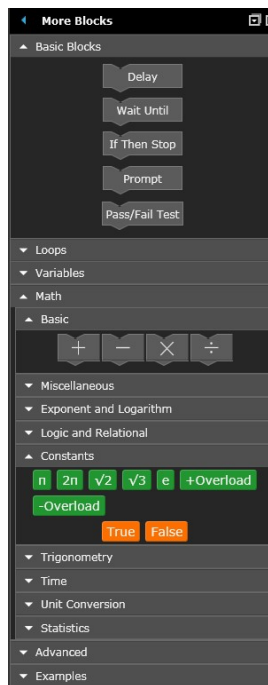 More Blocks
Basic Blocks
Delay
Wait Until
If Then Stop
Prompt
Pass/Fail Test
Loops
Variables
Math
Basic
+ − × ÷
Miscellaneous
Exponent and Logarithm
Logic and Relational
Constants
π 2π √2 √3 e +Overload
-Overload
True False
Trigonometry
Time
Unit Conversion
Statistics
Advanced
Examples